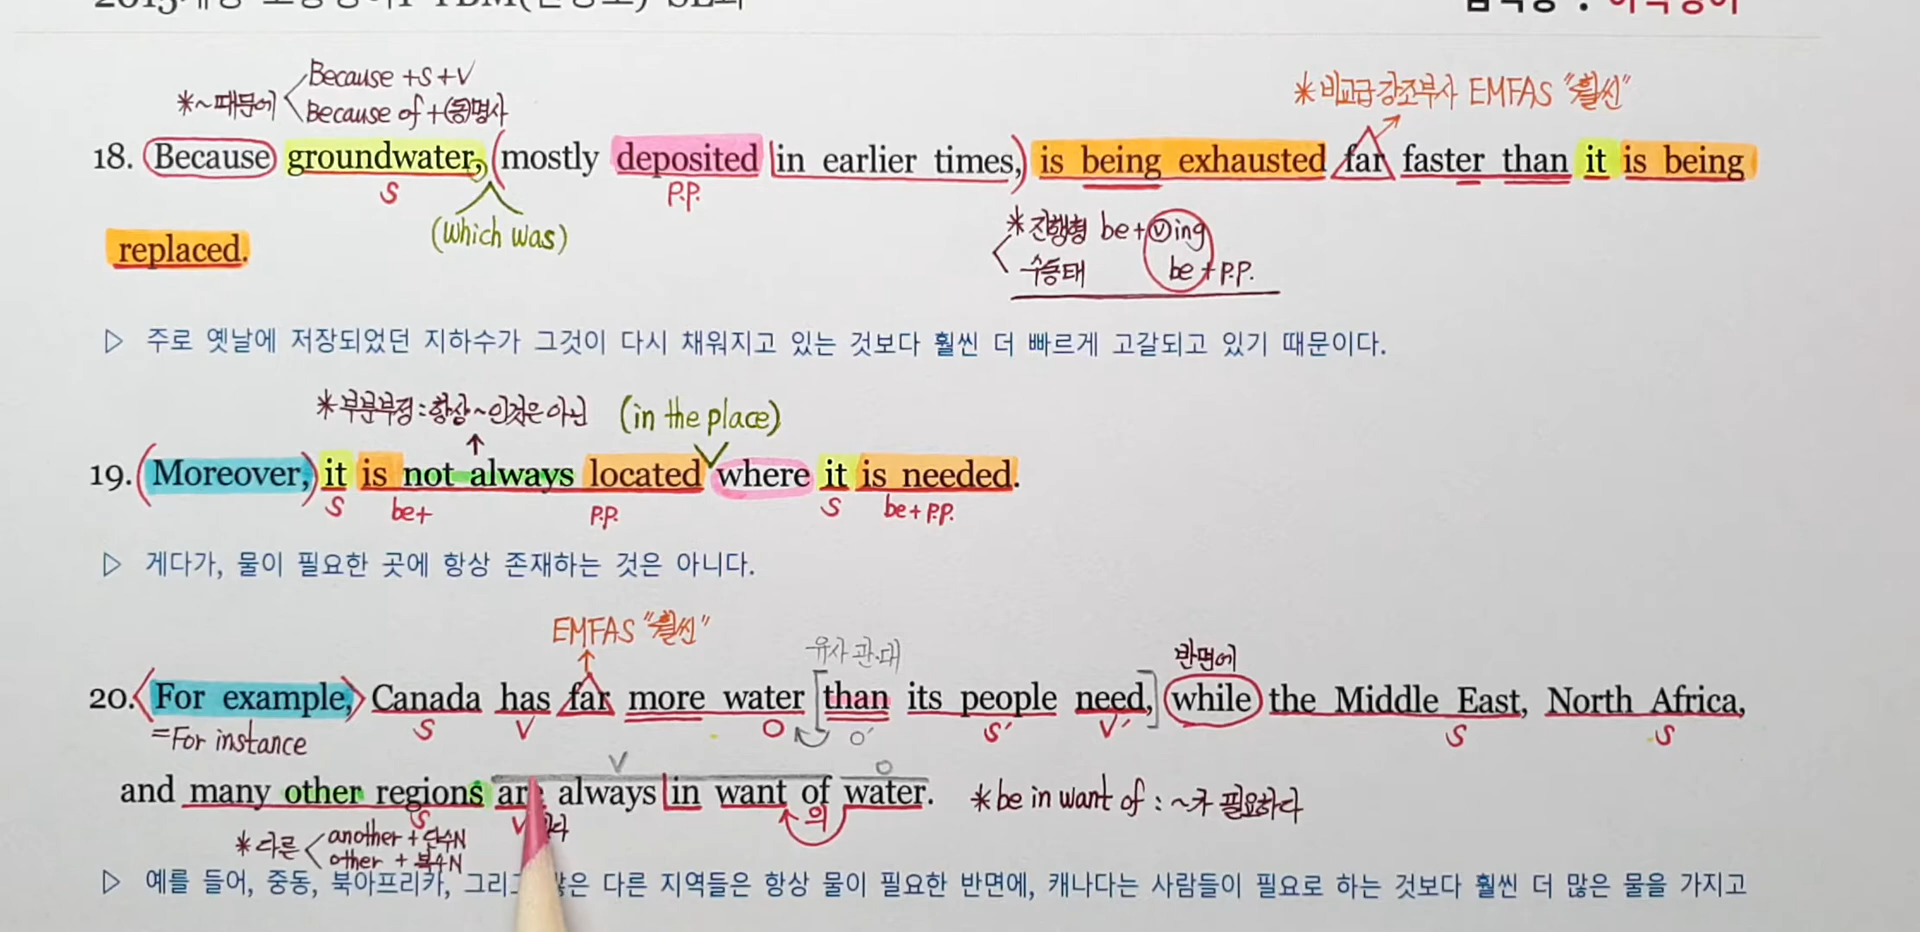 *~때문에 < Because +S+V
Because of +(동)명사
*비교급 강조부사 EMFAS "훨씬"
18. Because groundwater, (mostly deposited in earlier times,) is being exhausted far faster than it is being
S
P.P.
(which was)
*진행형 be+ⓥing
수동태 be+P.P.
replaced.
▷ 주로 옛날에 저장되었던 지하수가 그것이 다시 채워지고 있는 것보다 훨씬 더 빠르게 고갈되고 있기 때문이다.
*부분부정:항상~인것은아닌 (in the place)
19. (Moreover,) it is not always located where it is needed.
S be+ P.P. S be+P.P.
▷ 게다가, 물이 필요한 곳에 항상 존재하는 것은 아니다.
EMFAS "훨씬"
유사관·대
반면에
20. <For example,> Canada has far more water [than its people need,] while the Middle East, North Africa,
=For instance S V O O' S' V' S S
V O
and many other regions are always in want of water. *be in want of : ~가 필요하다
S V 의
*다른 < another+단수N
other + 복수N
▷ 예를 들어, 중동, 북아프리카, 그리고 다른 지역들은 항상 물이 필요한 반면에, 캐나다는 사람들이 필요로 하는 것보다 훨씬 더 많은 물을 가지고